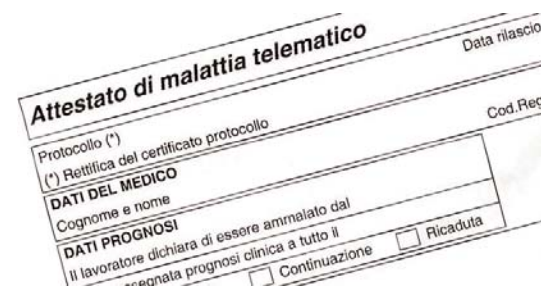 Attestato di malattia telematico
Data rilascio
Protocollo (*)
(*) Rettifica del certificato protocollo
Cod.Reg
DATI DEL MEDICO
Cognome e nome
DATI PROGNOSI
Il lavoratore dichiara di essere ammalato dal
segnata prognosi clinica a tutto il
Continuazione Ricaduta